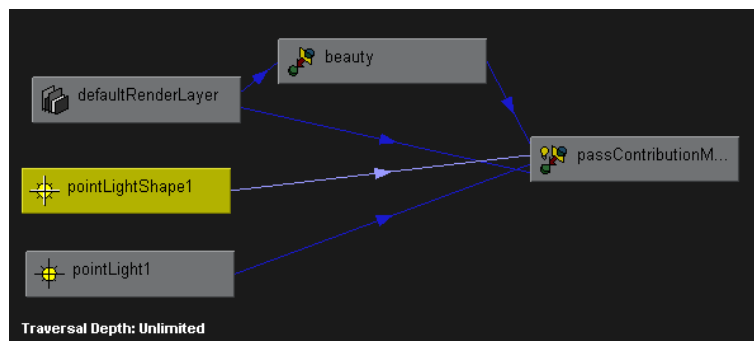 beauty
defaultRenderLayer
passContributionM...
pointLightShape1
pointLight1
Traversal Depth: Unlimited